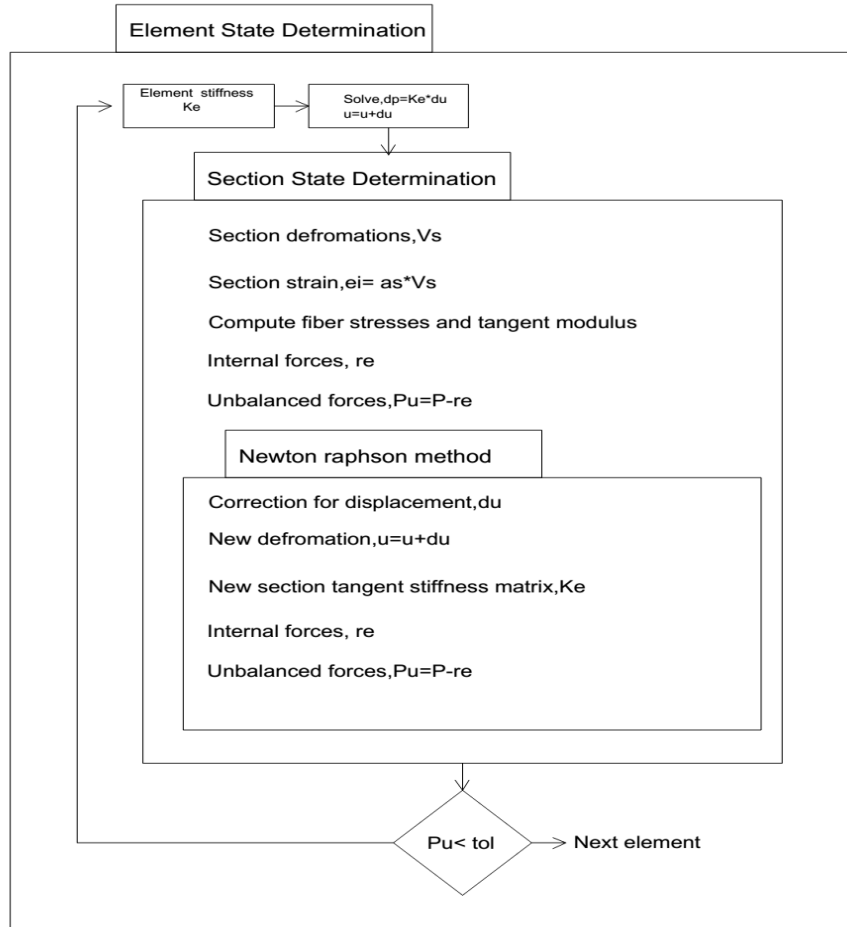 Element State Determination
Element stiffness
Ke
Solve,dp=Ke*du
u=u+du
Section State Determination
Section defromations,Vs
Section strain,ei= as*Vs
Compute fiber stresses and tangent modulus
Internal forces, re
Unbalanced forces,Pu=P-re
Newton raphson method
Correction for displacement,du
New defromation,u=u+du
New section tangent stiffness matrix,Ke
Internal forces, re
Unbalanced forces,Pu=P-re
Pu< tol
Next element